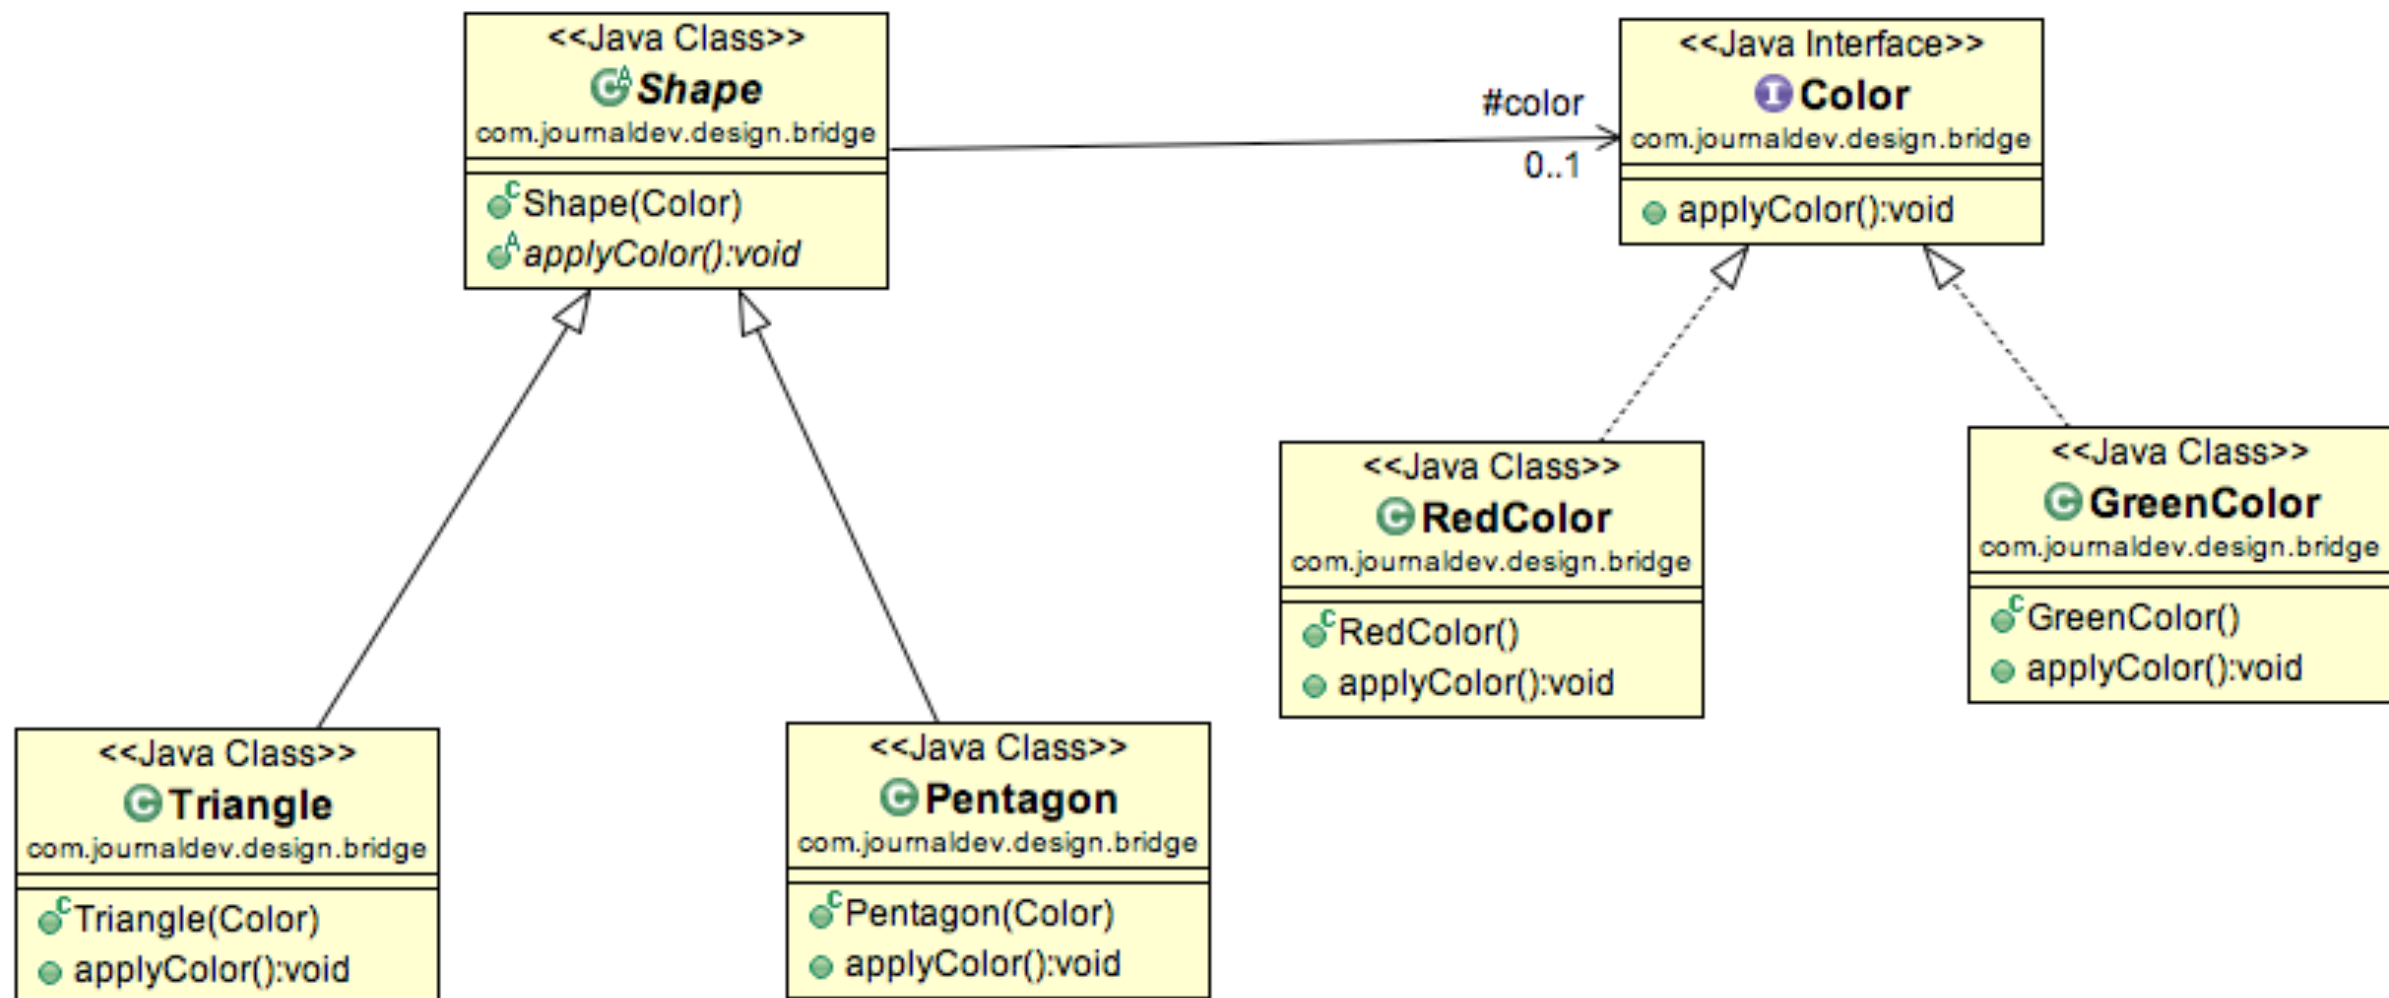 <<Java Class>>
Shape
com.journaldev.design.bridge
Shape(Color)
applyColor():void
#color
0..1
<<Java Interface>>
Color
com.journaldev.design.bridge
applyColor():void
<<Java Class>>
RedColor
com.journaldev.design.bridge
RedColor()
applyColor():void
<<Java Class>>
GreenColor
com.journaldev.design.bridge
GreenColor()
applyColor():void
<<Java Class>>
Triangle
com.journaldev.design.bridge
Triangle(Color)
applyColor():void
<<Java Class>>
Pentagon
com.journaldev.design.bridge
Pentagon(Color)
applyColor():void